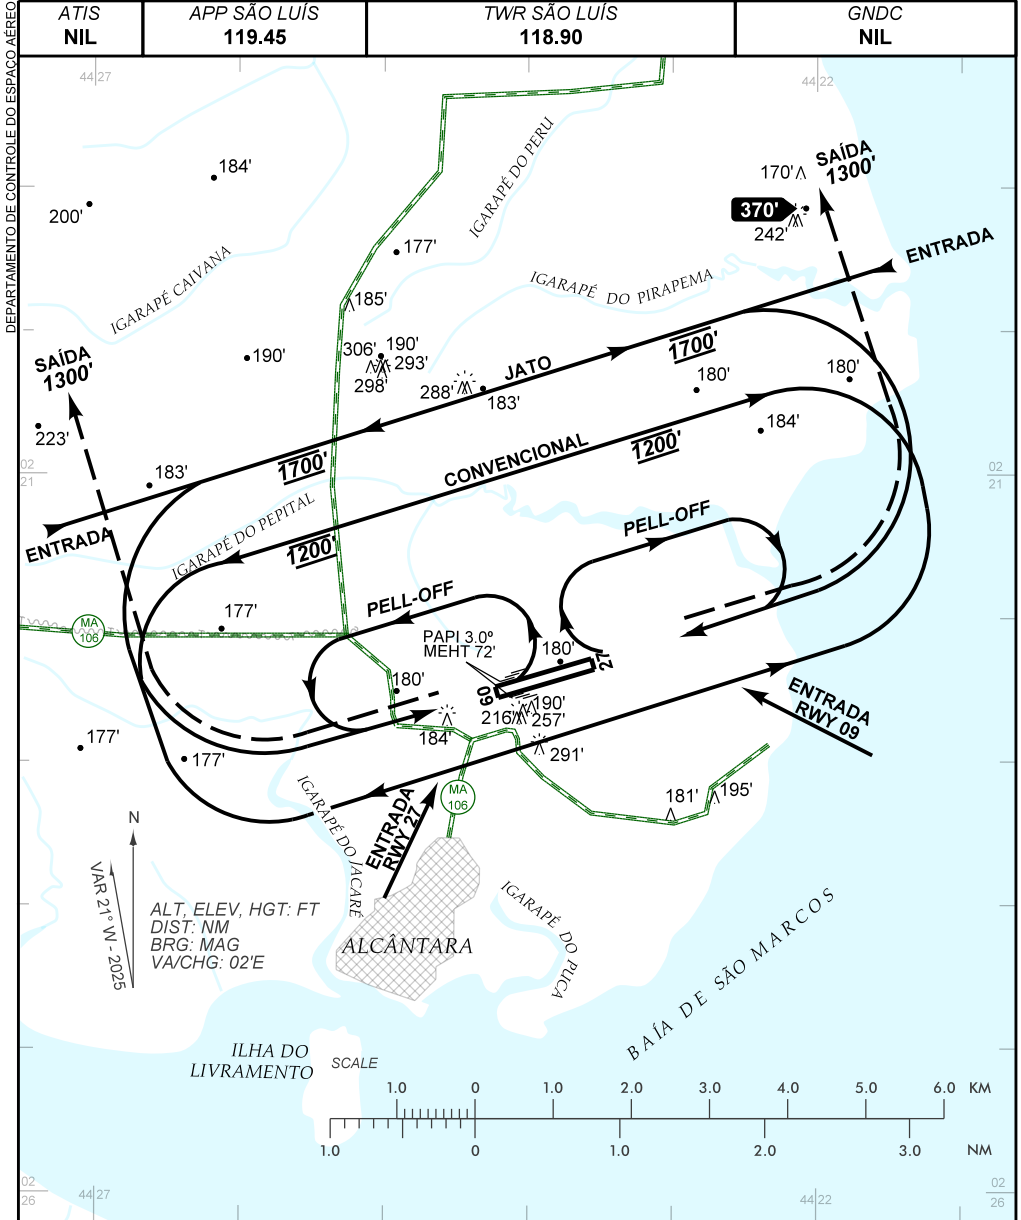 ATIS
NIL
APP SÃO LUÍS
119.45
TWR SÃO LUÍS
118.90
GNDC
NIL
DEPARTAMENTO DE CONTROLE DO ESPAÇO AÉREO
44 27
44 22
184'
200'
IGARAPÉ DO PERU
177'
IGARAPÉ CAIVANA
185'
170'
SAÍDA
1300'
370'
242'
ENTRADA
IGARAPÉ DO PIRAPEMA
SAÍDA
1300'
190'
306'
190'
293'
298'
288'
183'
JATO
1700'
180'
180'
184'
223'
183'
1700'
CONVENCIONAL
1200'
02
21
02
21
ENTRADA
IGARAPÉ DO PEPITAL
1200'
PELL-OFF
PELL-OFF
MA
106
177'
PAPI 3.0º
MEHT 72'
180'
27
09
180'
190'
216'
257'
184'
291'
ENTRADA
RWY 09
177'
177'
181'
195'
MA
106
ENTRADA
RWY 27
IGARAPÉ DO JACARÉ
N
VAR 21° W - 2025
ALT, ELEV, HGT: FT
DIST: NM
BRG: MAG
VA/CHG: 02'E
ALCÂNTARA
IGARAPÉ DO PUCA
BAÍA DE SÃO MARCOS
ILHA DO
LIVRAMENTO
SCALE
1.0 0 1.0 2.0 3.0 4.0 5.0 6.0 KM
1.0 0 1.0 2.0 3.0 NM
02
26
44 27
44 22
02
26